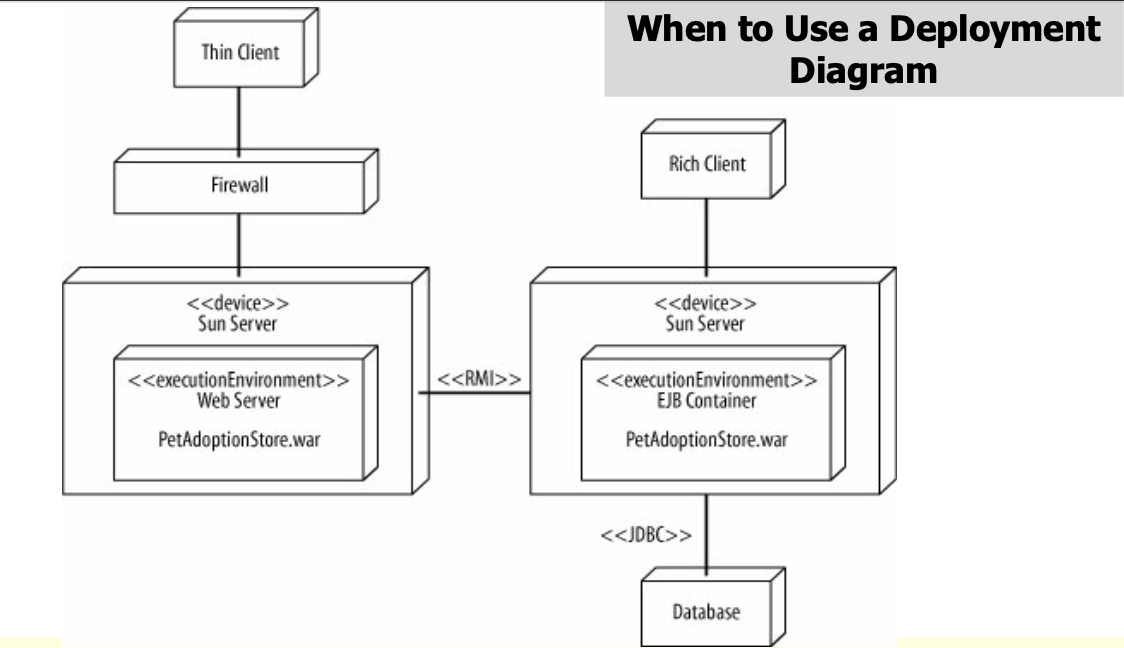 When to Use a Deployment
Diagram
Thin Client
Firewall
Rich Client
<<device>>
Sun Server
<<executionEnvironment>>
Web Server
PetAdoptionStore.war
<<RMI>>
<<device>>
Sun Server
<<executionEnvironment>>
EJB Container
PetAdoptionStore.war
<<JDBC>>
Database